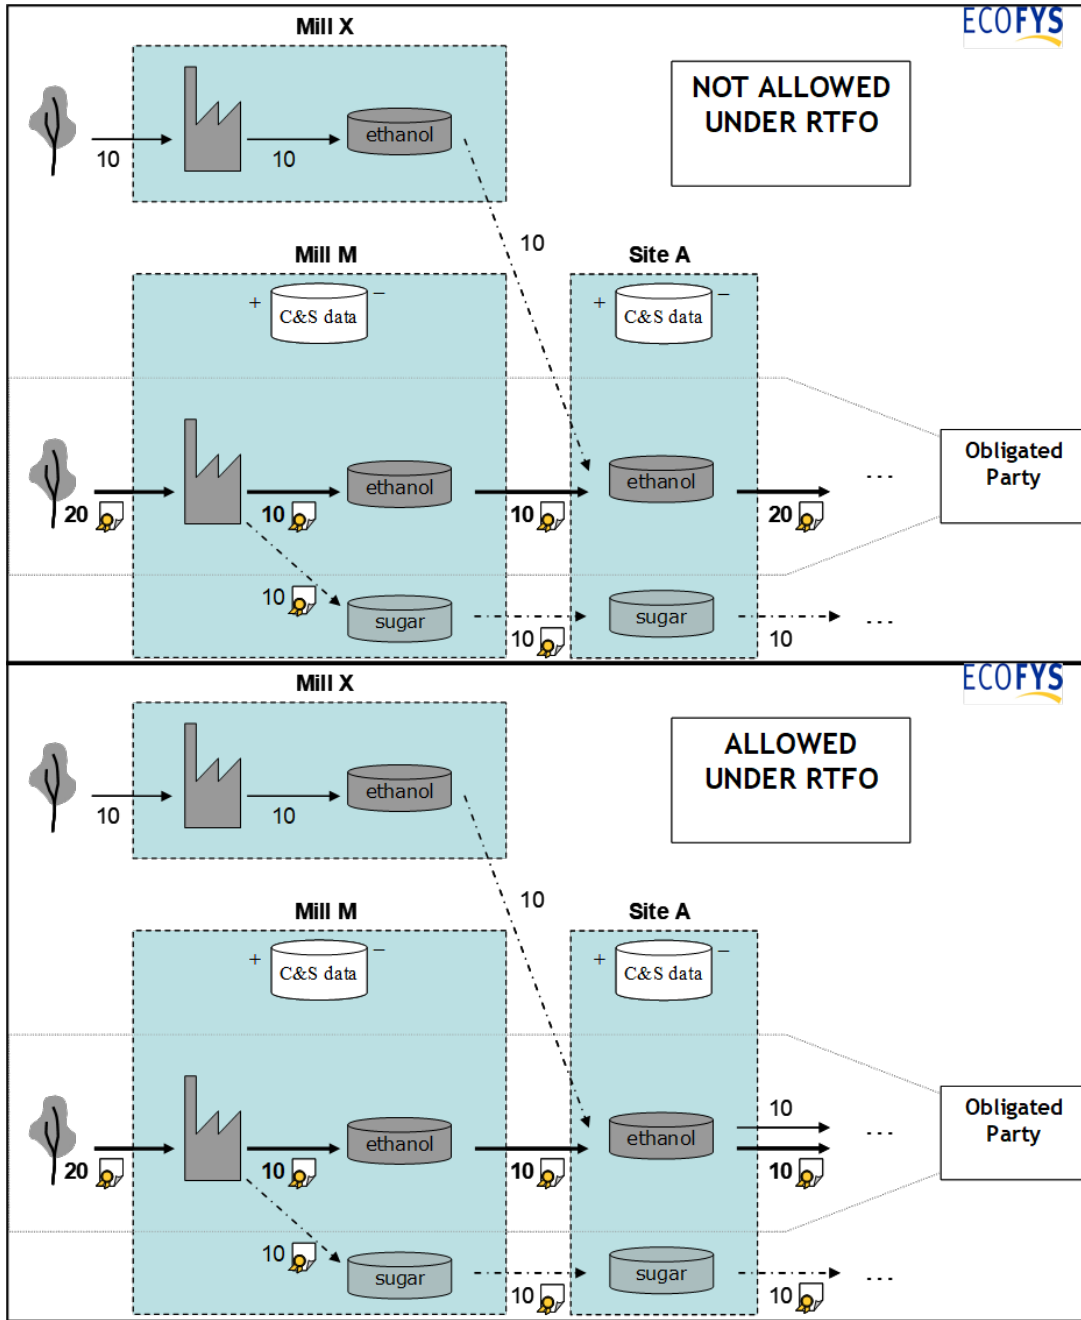 ECOFYS
Mill X
NOT ALLOWED
UNDER RTFO
ethanol
10
10
10
Mill M
Site A
+
C&S data
−
+
C&S data
−
Obligated
Party
ethanol
ethanol
...
20
10
10
20
10
sugar
sugar
...
10
10
ECOFYS
Mill X
ALLOWED
UNDER RTFO
ethanol
10
10
10
Mill M
Site A
+
C&S data
−
+
C&S data
−
Obligated
Party
10
ethanol
ethanol
...
20
10
10
10
10
sugar
sugar
...
10
10